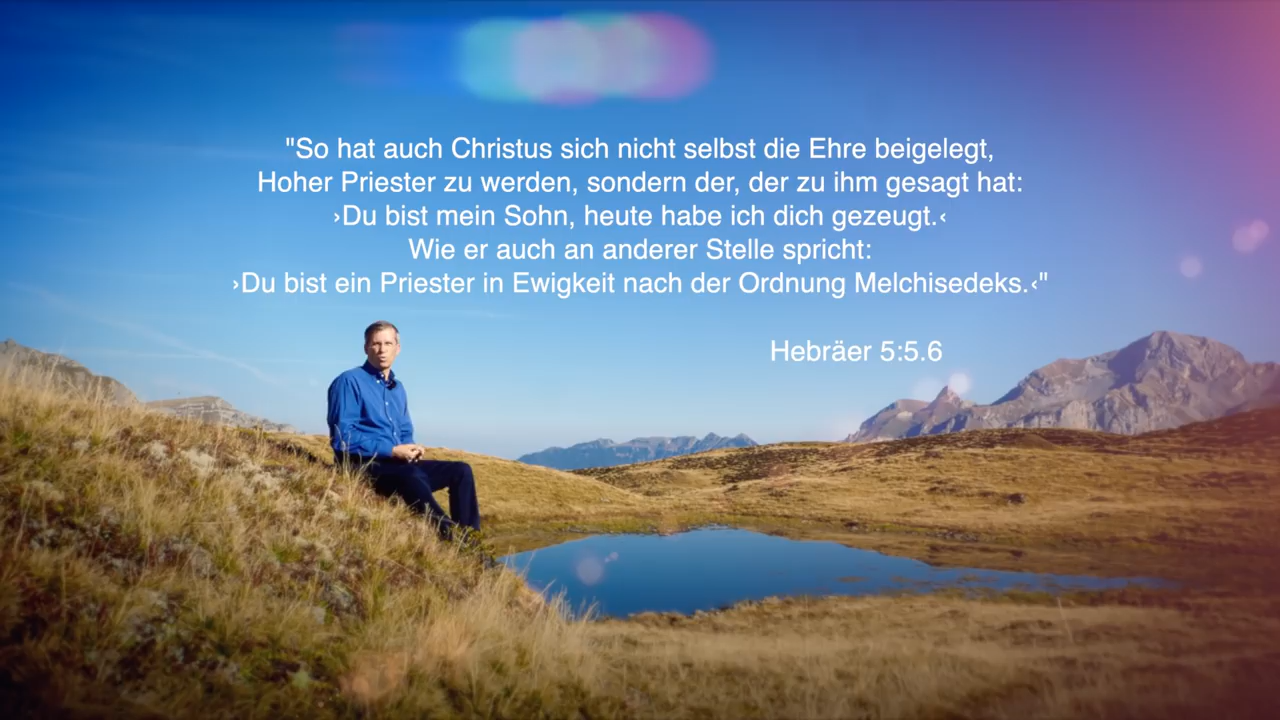 "So hat auch Christus sich nicht selbst die Ehre beigelegt,
Hoher Priester zu werden, sondern der, der zu ihm gesagt hat:
›Du bist mein Sohn, heute habe ich dich gezeugt.‹
Wie er auch an anderer Stelle spricht:
›Du bist ein Priester in Ewigkeit nach der Ordnung Melchisedeks.‹"
Hebräer 5:5.6